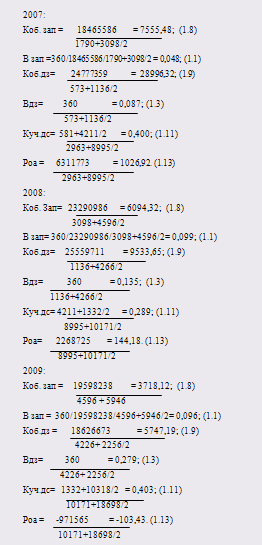 2007:
Коб. зап = 18465586 = 7555,48; (1.8)
1790+3098/2
В зап =360/18465586/1790+3098/2= 0,048; (1.1)
Коб.дз= 24777359 = 28996,32; (1.9)
573+1136/2
Вдз= 360 = 0,087; (1.3)
573+1136/2
Куч.дс= 581+4211/2 = 0,400; (1.11)
2963+8995/2
Роа = 6311773 = 1026,92. (1.13)
2963+8995/2
2008:
Коб. Зап= 23290986 = 6094,32; (1.8)
3098+4596/2
В зап= 360/23290986/3098+4596/2= 0,099; (1.1)
Коб.дз= 25559711 = 9533,65; (1.9)
1136+4266/2
Вдз= 360 = 0,135; (1.3)
1136+4266/2
Куч.дс= 4211+1332/2 = 0,289; (1.11)
8995+10171/2
Роа= 2268725 = 144,18. (1.13)
8995+10171/2
2009:
Коб. зап = 19598238 = 3718,12; (1.8)
4596 + 5946
В зап = 360/19598238/4596+5946/2= 0,096; (1.1)
Коб.дз = 18626673 = 5747,19; (1.9)
4226+ 2256/2
Вдз= 360 = 0,279; (1.3)
4226+ 2256/2
Куч.дс= 1332+10318/2 = 0,403; (1.11)
10171+18698/2
Роа = -971565 = -103,43. (1.13)
10171+18698/2